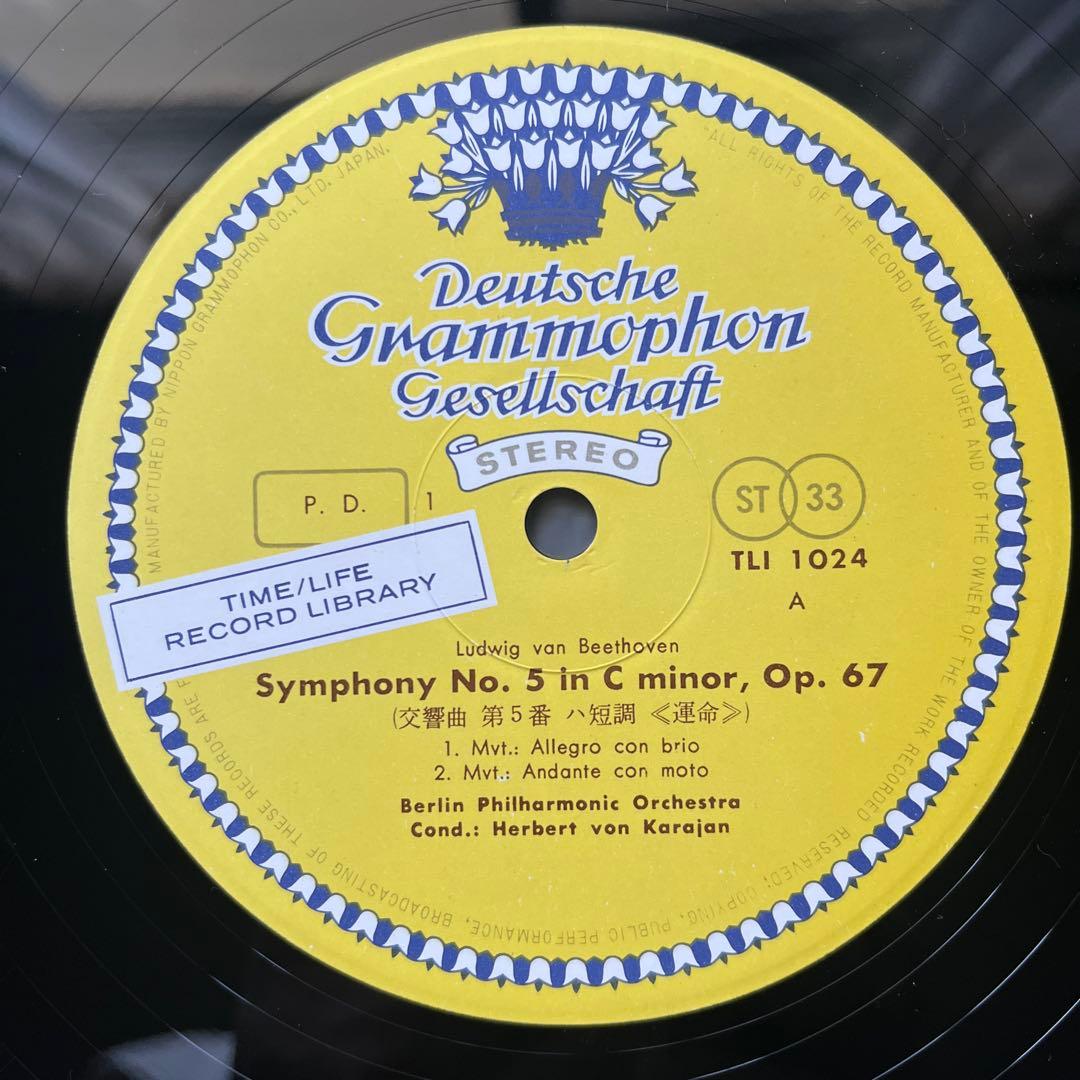 Deutsche
Grammophon
Gesellschaft
STEREO
P. D.
1
ST 33
TLI 1024
A
TIME/LIFE
RECORD LIBRARY
Ludwig van Beethoven
Symphony No. 5 in C minor, Op. 67
(交響曲 第5番 ハ短調 ≪運命≫)
1. Mvt.: Allegro con brio
2. Mvt.: Andante con moto
Berlin Philharmonic Orchestra
Cond.: Herbert von Karajan
"ALL RIGHTS OF THE RECORD MANUFACTURER AND OF THE OWNER OF THE WORK RECORDED RESERVED; COPYING, PUBLIC PERFORMANCE, BROADCASTING OF THESE RECORDS ARE
MANUFACTURED BY NIPPON GRAMMOPHON CO., LTD. JAPAN.